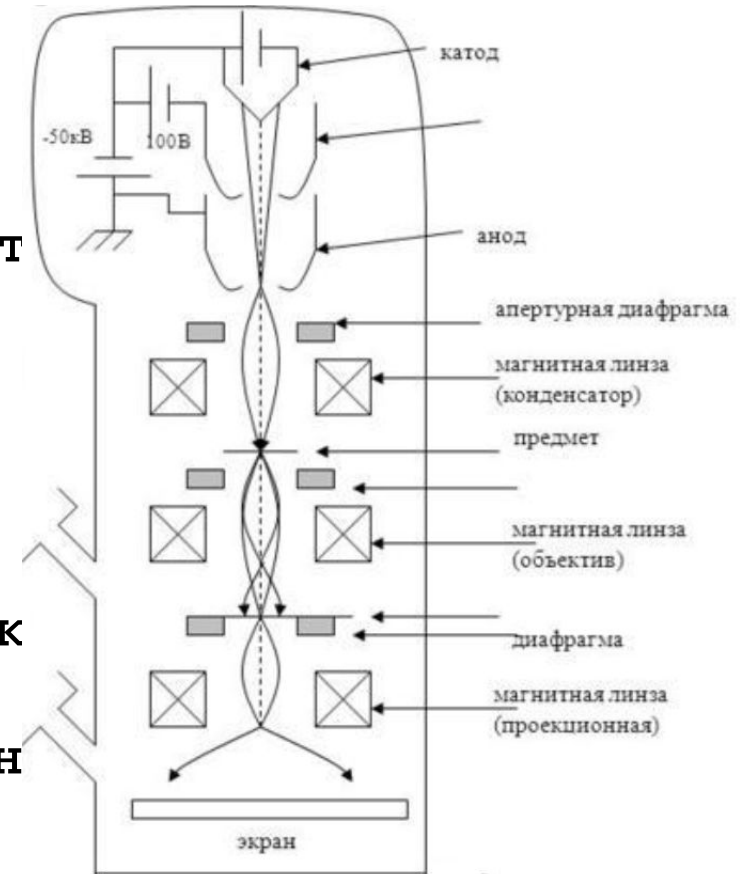 катод
-50кВ
100В
анод
Т
апертурная диафрагма
магнитная линза
(конденсатор)
предмет
магнитная линза
(объектив)
К
диафрагма
магнитная линза
(проекционная)
Н
экран